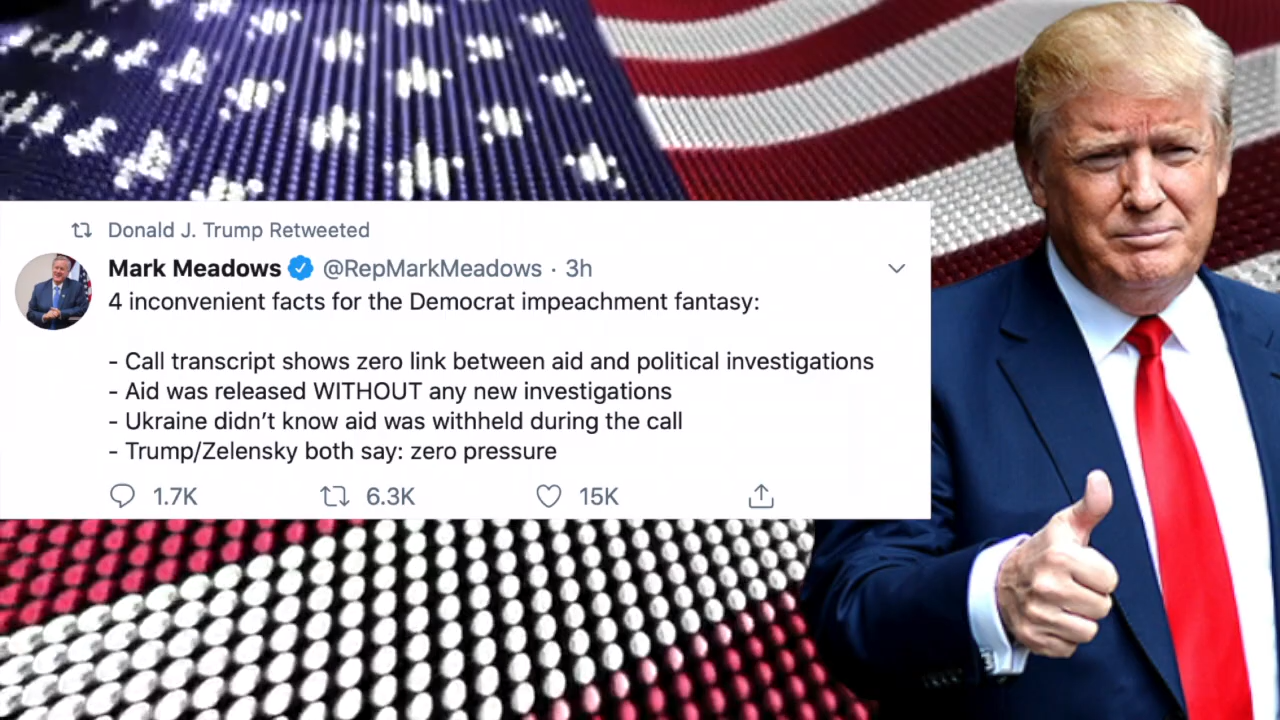 Donald J. Trump Retweeted
Mark Meadows @RepMarkMeadows · 3h
4 inconvenient facts for the Democrat impeachment fantasy:
- Call transcript shows zero link between aid and political investigations
- Aid was released WITHOUT any new investigations
- Ukraine didn’t know aid was withheld during the call
- Trump/Zelensky both say: zero pressure
1.7K 6.3K 15K